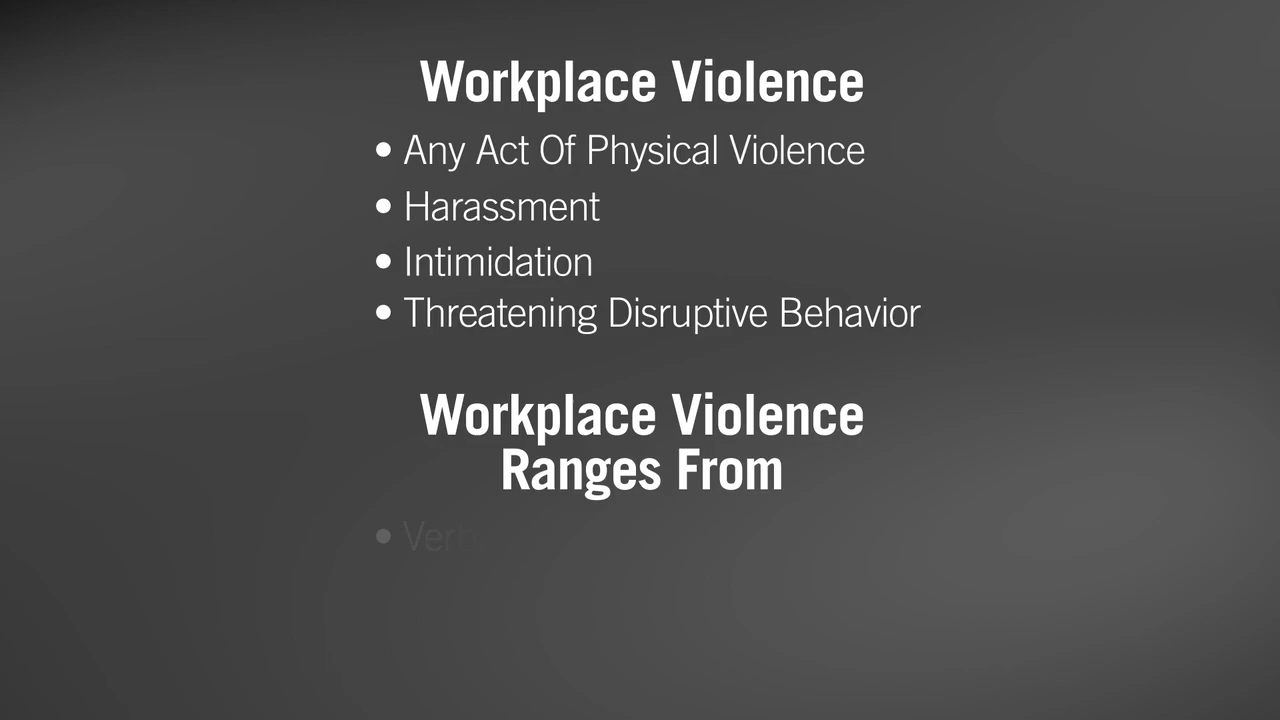 Workplace Violence
• Any Act Of Physical Violence
• Harassment
• Intimidation
• Threatening Disruptive Behavior
Workplace Violence
Ranges From